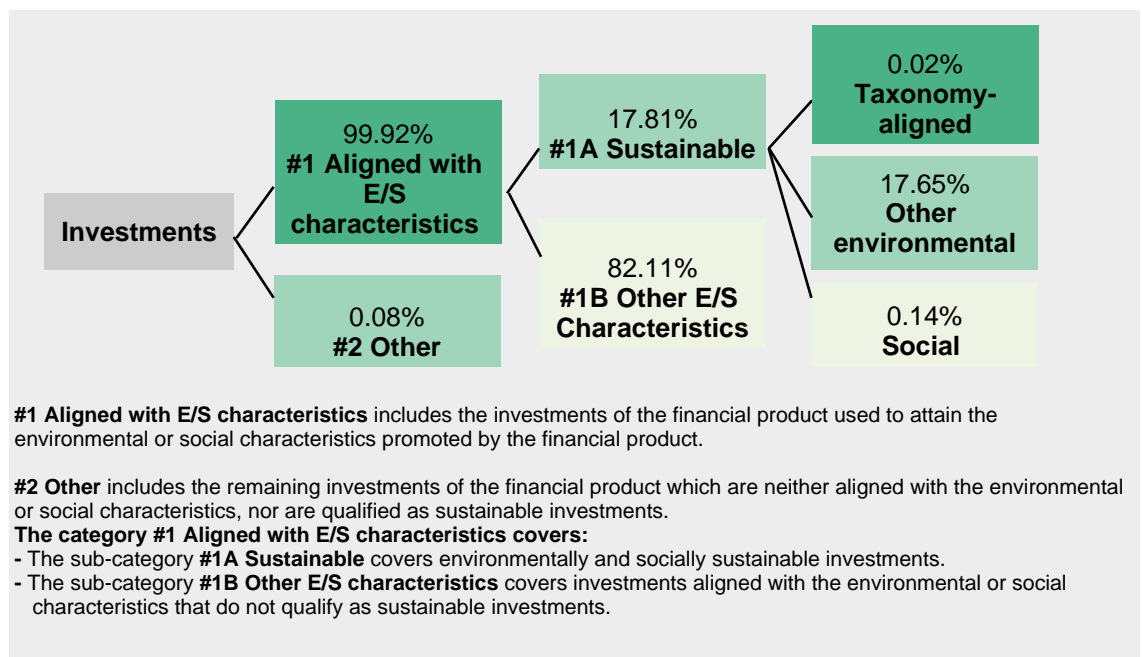 Investments
99.92%
#1 Aligned with
E/S
characteristics
0.08%
#2 Other
17.81%
#1A Sustainable
82.11%
#1B Other E/S
Characteristics
0.02%
Taxonomy-
aligned
17.65%
Other
environmental
0.14%
Social
#1 Aligned with E/S characteristics includes the investments of the financial product used to attain the
environmental or social characteristics promoted by the financial product.
#2 Other includes the remaining investments of the financial product which are neither aligned with the environmental
or social characteristics, nor are qualified as sustainable investments.
The category #1 Aligned with E/S characteristics covers:
- The sub-category #1A Sustainable covers environmentally and socially sustainable investments.
- The sub-category #1B Other E/S characteristics covers investments aligned with the environmental or social
characteristics that do not qualify as sustainable investments.